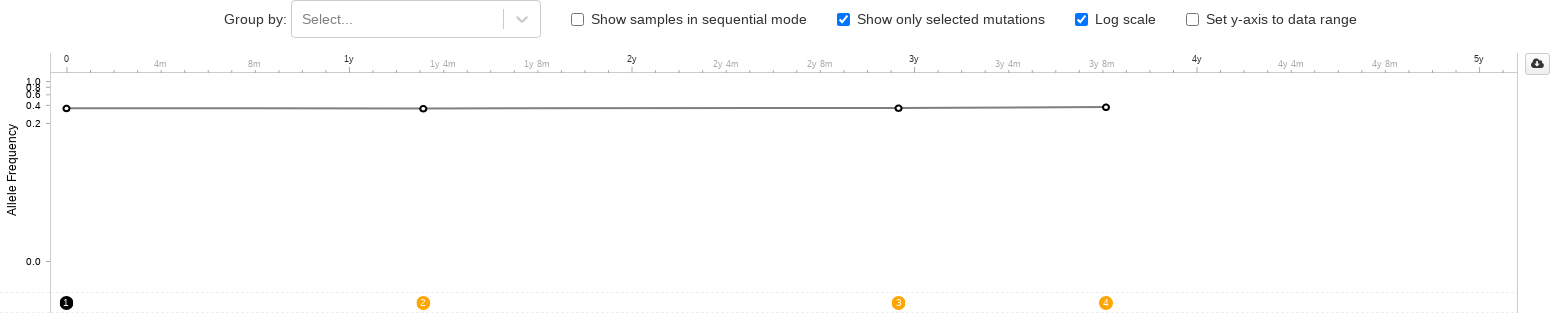 Group by: Select... Show samples in sequential mode Show only selected mutations Log scale Set y-axis to data range
0 1y 2y 3y 4y 5y
4m 8m 1y 4m 1y 8m 2y 4m 2y 8m 3y 4m 3y 8m 4y 4m 4y 8m
1.0
0.8
0.6
0.4
0.2
Allele Frequency
0.0
1 2 3 4